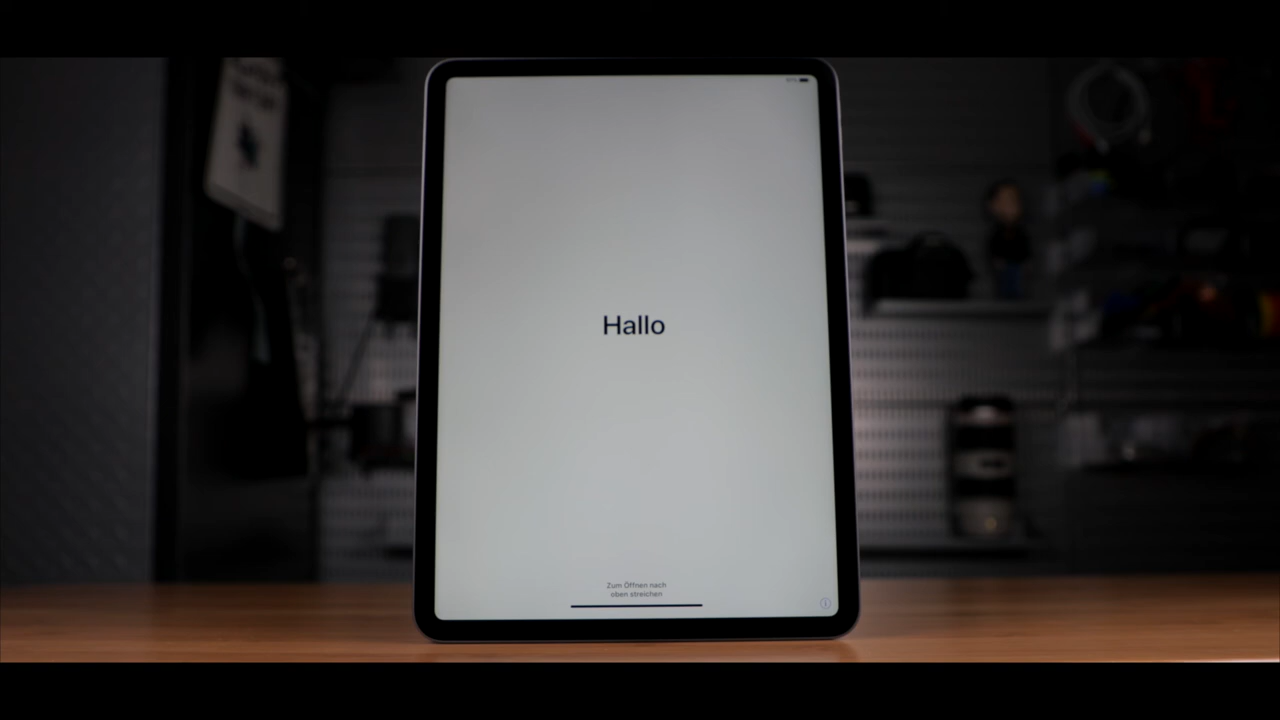 Hallo
Zum Öffnen nach
oben streichen